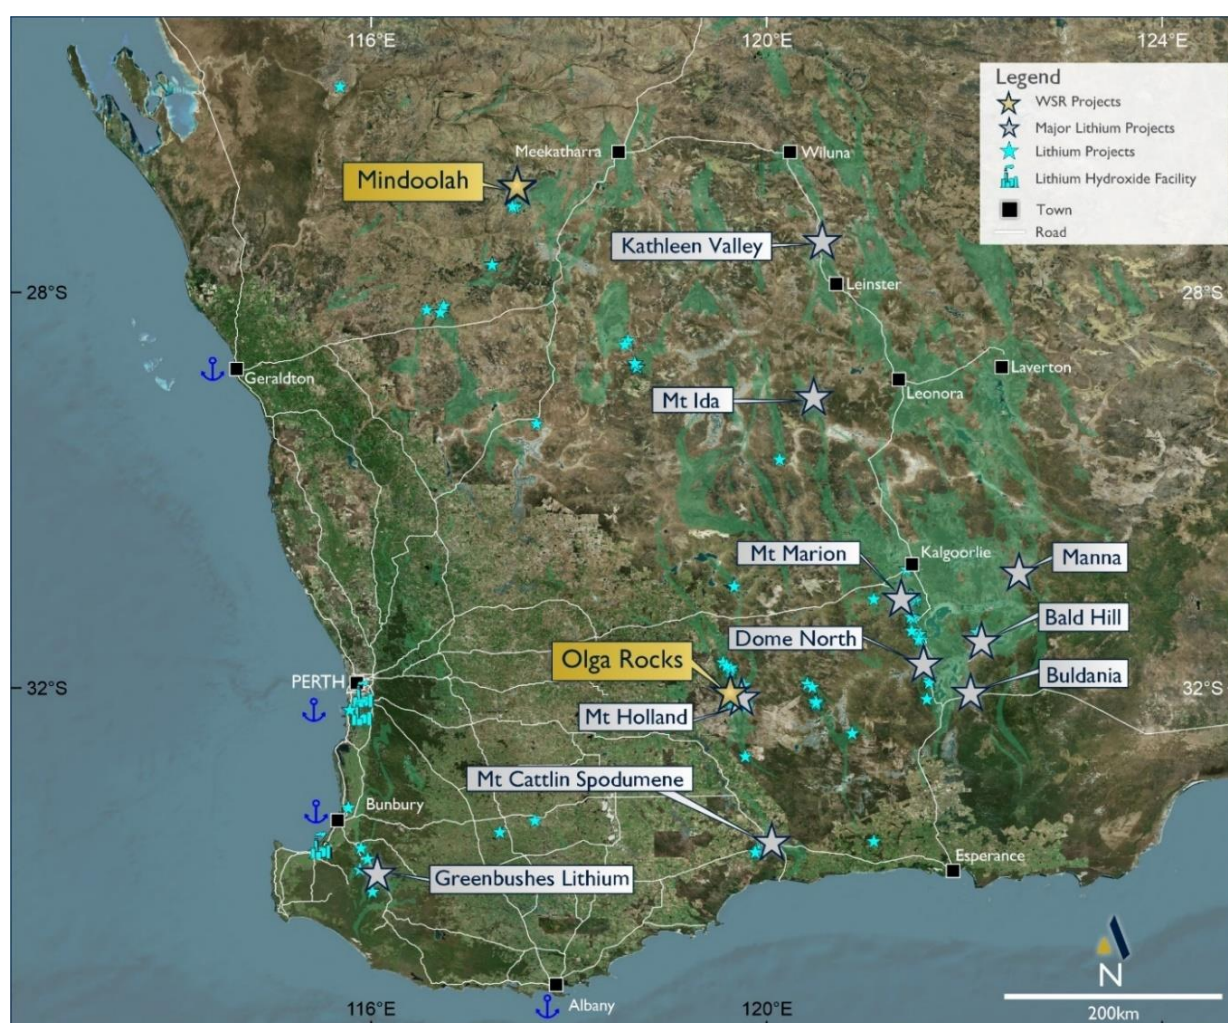 116°E
120°E
124°E
Legend
WSR Projects
Major Lithium Projects
Lithium Projects
Lithium Hydroxide Facility
Town
Road
Meekatharra
Wiluna
Mindoolah
Kathleen Valley
Leinster
28°S
28°S
Geraldton
Laverton
Leonora
Mt Ida
Kalgoorlie
Mt Marion
Manna
Bald Hill
Dome North
Olga Rocks
Buldania
PERTH
32°S
32°S
Mt Holland
Mt Cattlin Spodumene
Bunbury
Esperance
Greenbushes Lithium
N
116°E
Albany
120°E
200km